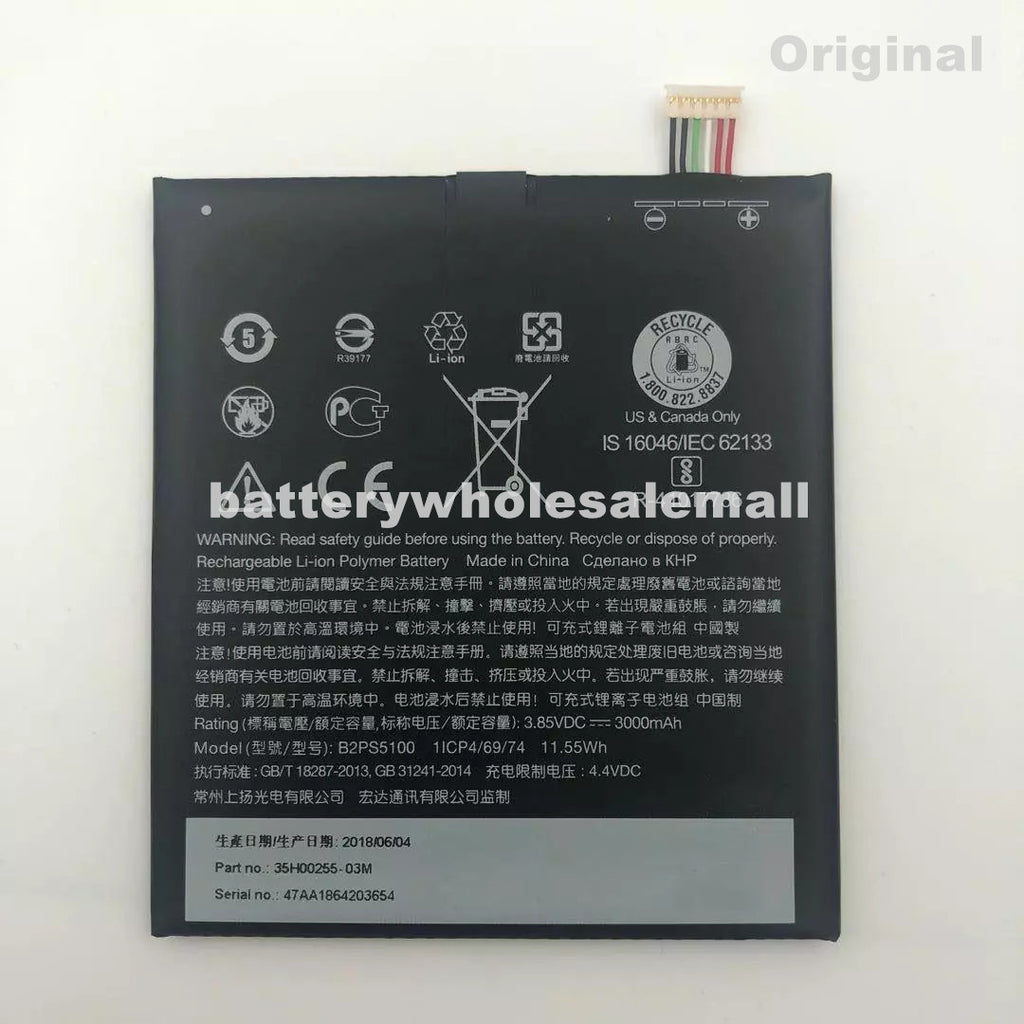 Original
5
R39177
Li-ion
廢電池請回收
RECYCLE
RBRC
Li-ion
TM
1.800.822.8837
US & Canada Only
IS 16046/IEC 62133
CE
batterywholesalemall
WARNING: Read safety guide before using the battery. Recycle or dispose of properly.
Rechargeable Li-ion Polymer Battery Made in China Сделано в КНР
注意!使用電池前請閱讀安全與法規注意手冊。請遵照當地的規定處理廢舊電池或諮詢當地
經銷商有關電池回收事宜。禁止拆解、撞擊、擠壓或投入火中。若出現嚴重鼓脹，請勿繼續
使用。請勿置於高溫環境中。電池浸水後禁止使用! 可充式鋰離子電池組 中國製
注意! 使用电池前请阅读安全与法规注意手册。请遵照当地的规定处理废旧电池或咨询当地
经销商有关电池回收事宜。禁止拆解、撞击、挤压或投入火中。若出现严重鼓胀，请勿继续
使用。请勿置于高温环境中。电池浸水后禁止使用! 可充式锂离子电池组 中国制
Rating (標稱電壓/額定容量, 标称电压/额定容量): 3.85VDC ⎓ 3000mAh
Model (型號/型号): B2PS5100 1ICP4/69/74 11.55Wh
执行标准: GB/T 18287-2013, GB 31241-2014 充电限制电压: 4.4VDC
常州上扬光电有限公司 宏达通讯有限公司监制
生產日期/生产日期: 2018/06/04
Part no.: 35H00255-03M
Serial no.: 47AA1864203654